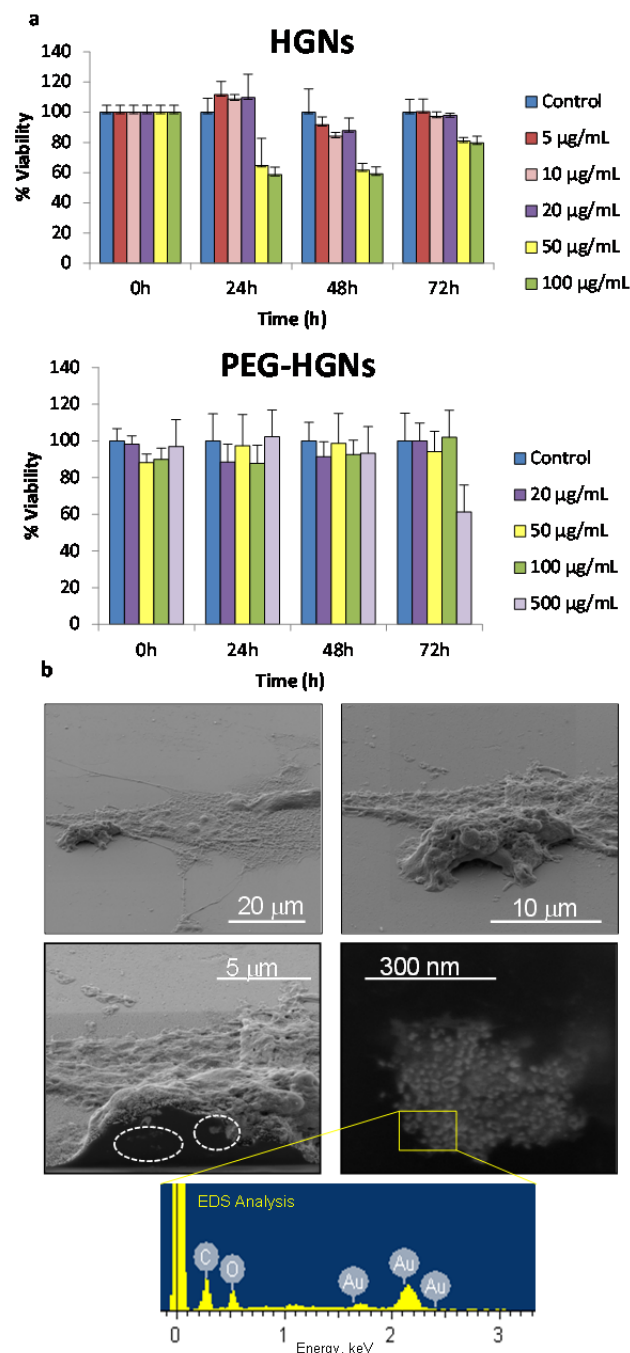 a
HGNs
140
120
100
80
60
40
20
0
% Viability
0h 24h 48h 72h
Time (h)
Control
5 µg/mL
10 µg/mL
20 µg/mL
50 µg/mL
100 µg/mL
PEG-HGNs
140
120
100
80
60
40
20
0
% Viability
0h 24h 48h 72h
Time (h)
Control
20 µg/mL
50 µg/mL
100 µg/mL
500 µg/mL
b
20 µm
10 µm
5 µm
300 nm
EDS Analysis
C O Au Au Au
0 1 2 3
Energy, keV